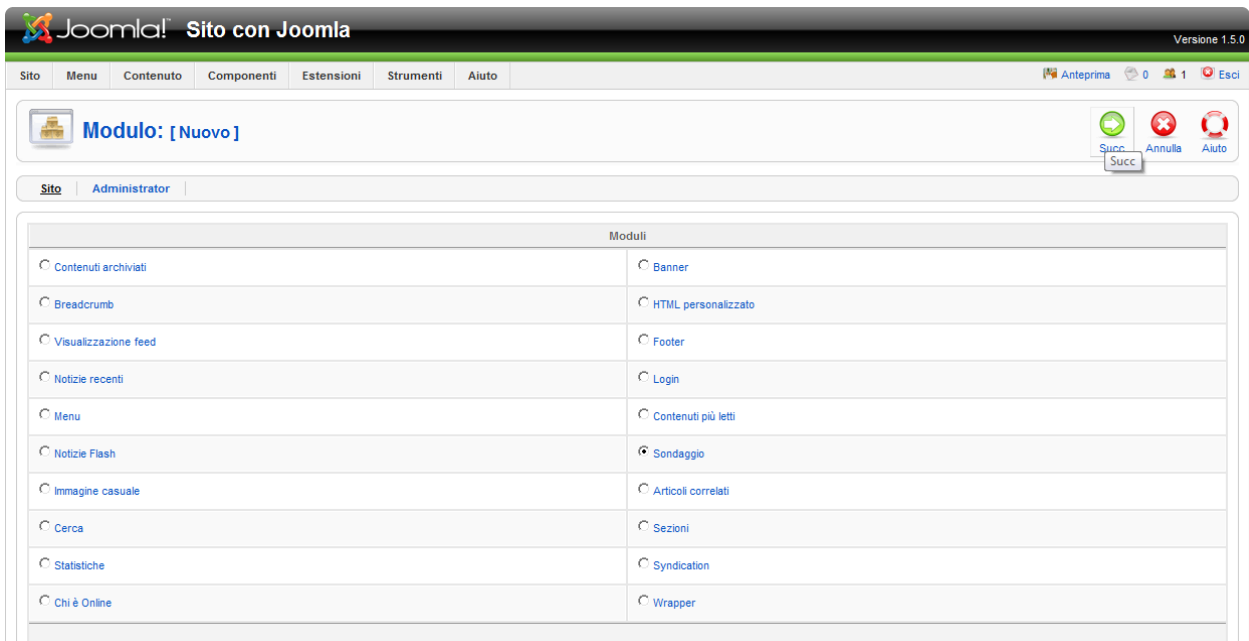 Joomla! Sito con Joomla
Versione 1.5.0
Sito Menu Contenuto Componenti Estensioni Strumenti Aiuto Anteprima 0 1 Esci
Modulo: [ Nuovo ]
Succ Annulla Aiuto
Succ
Sito Administrator
Moduli
Contenuti archiviati Banner
Breadcrumb HTML personalizzato
Visualizzazione feed Footer
Notizie recenti Login
Menu Contenuti più letti
Notizie Flash Sondaggio
Immagine casuale Articoli correlati
Cerca Sezioni
Statistiche Syndication
Chi è Online Wrapper